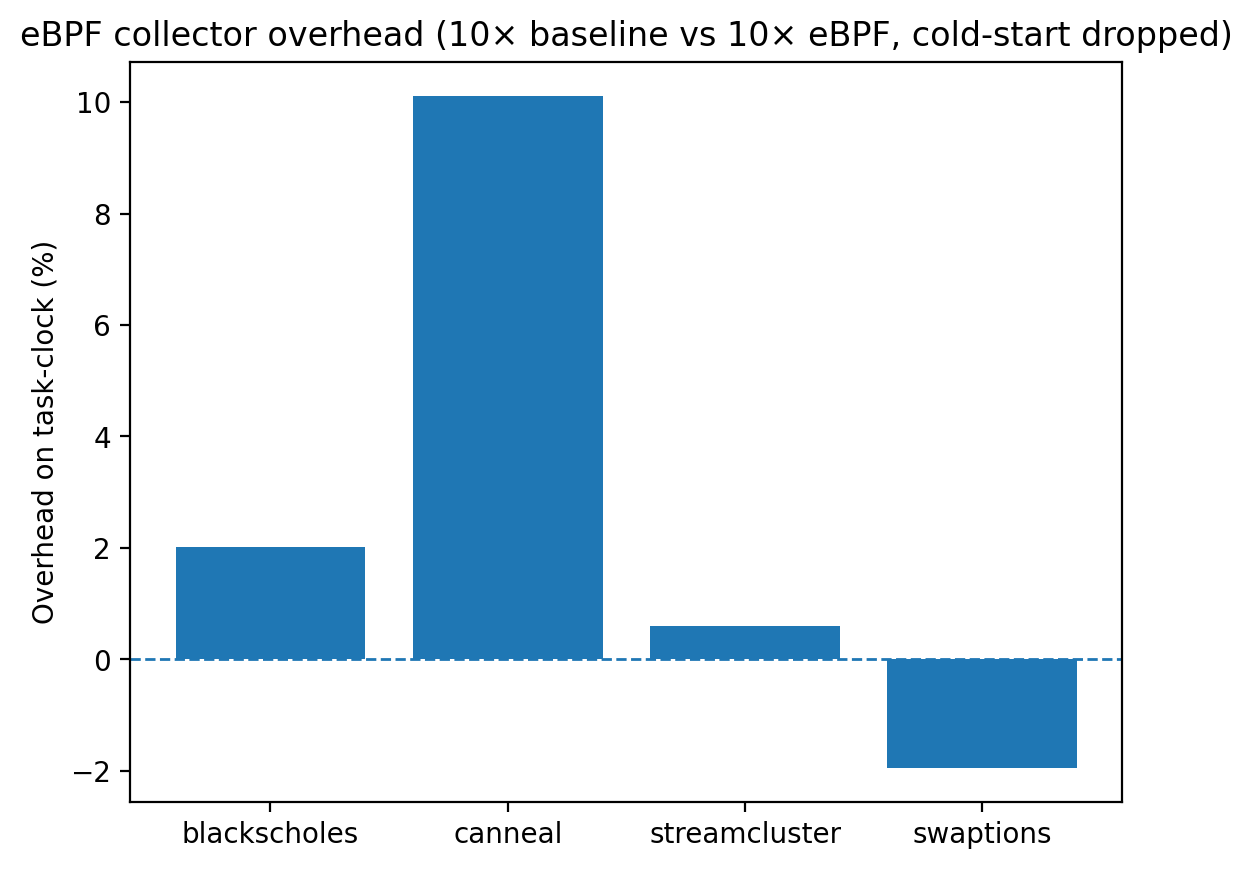 eBPF collector overhead (10× baseline vs 10× eBPF, cold-start dropped)
Overhead on task-clock (%)
10
8
6
4
2
0
−2
blackscholes canneal streamcluster swaptions